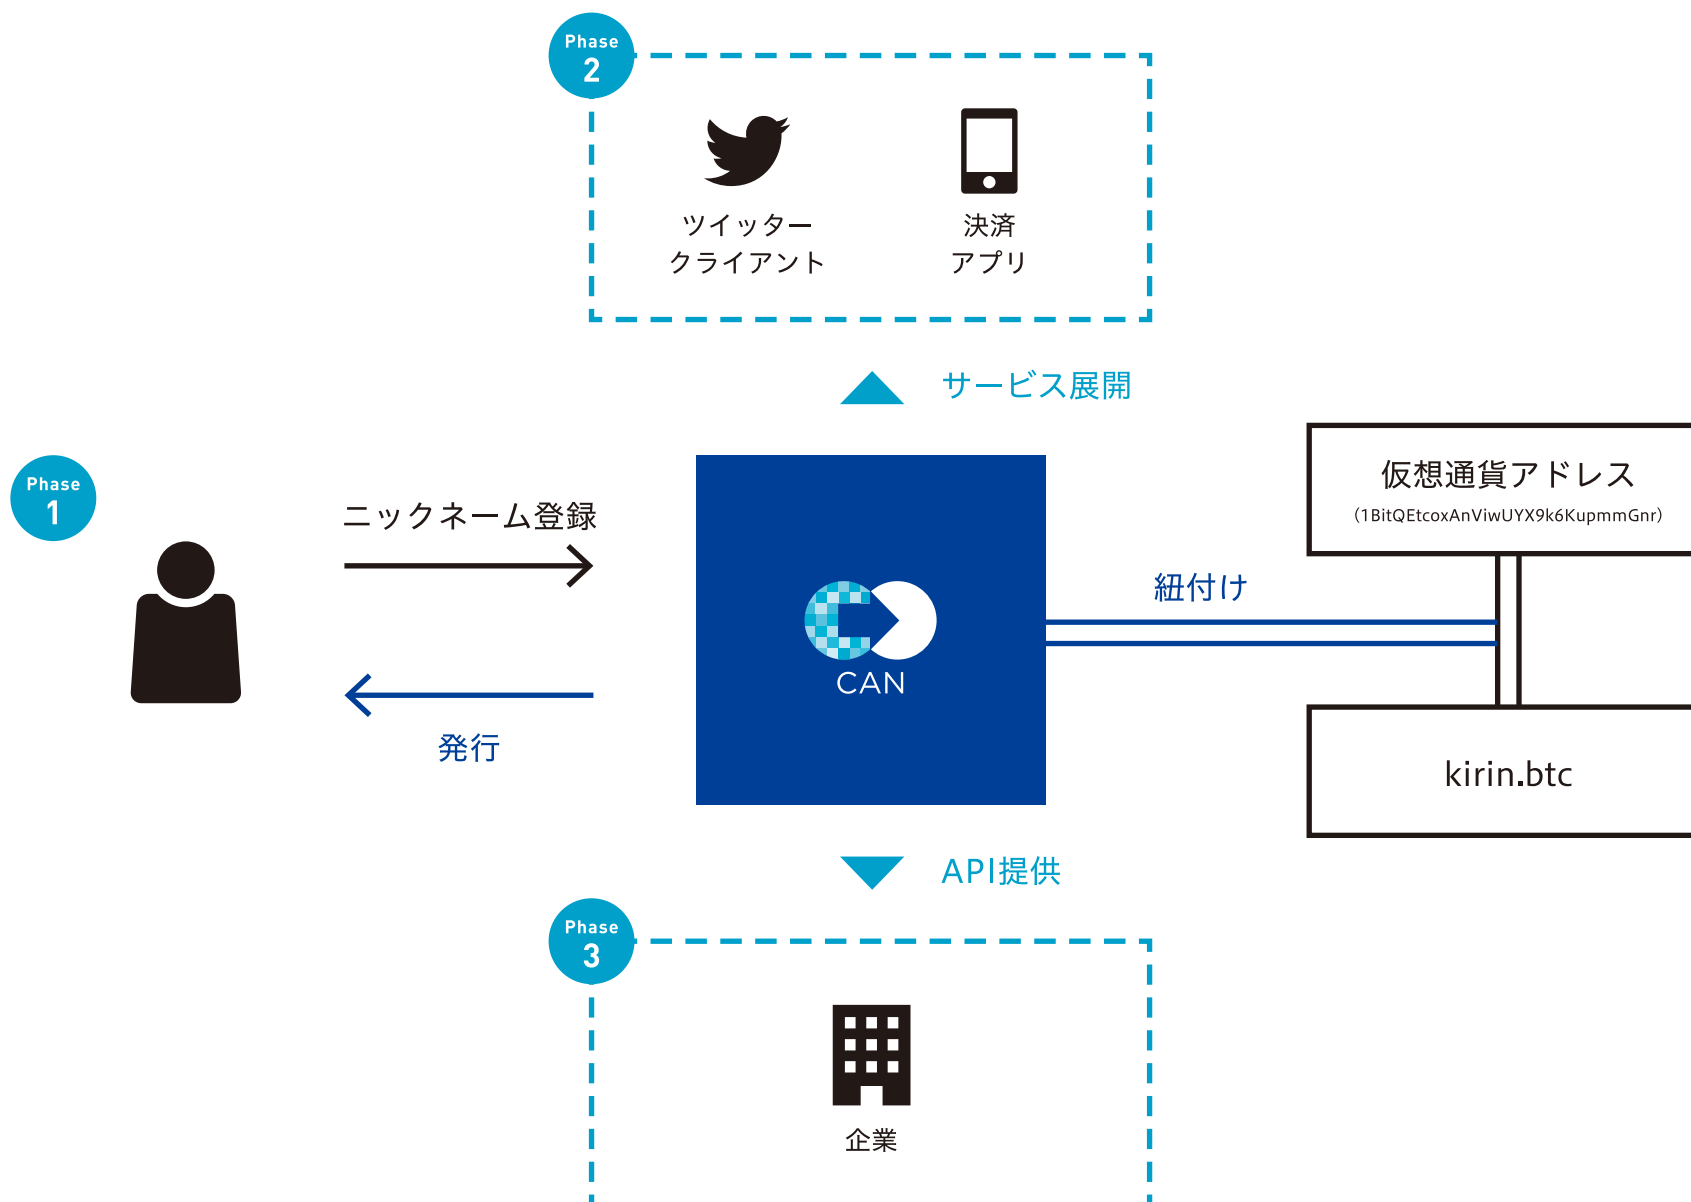 Phase
2
ツイッター
クライアント
決済
アプリ
サービス展開
Phase
1
ニックネーム登録
発行
CAN
紐付け
仮想通貨アドレス
(1BitQEtcoxAnViwUYX9k6KupmmGnr)
kirin.btc
API提供
Phase
3
企業